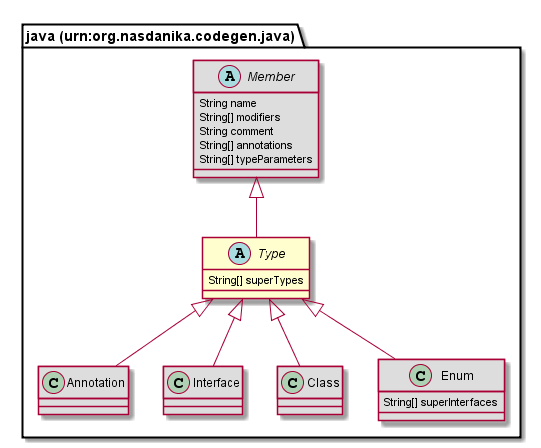 java (urn:org.nasdanika.codegen.java)
A Member
String name
String[] modifiers
String comment
String[] annotations
String[] typeParameters
A Type
String[] superTypes
C Annotation
C Interface
C Class
C Enum
String[] superInterfaces